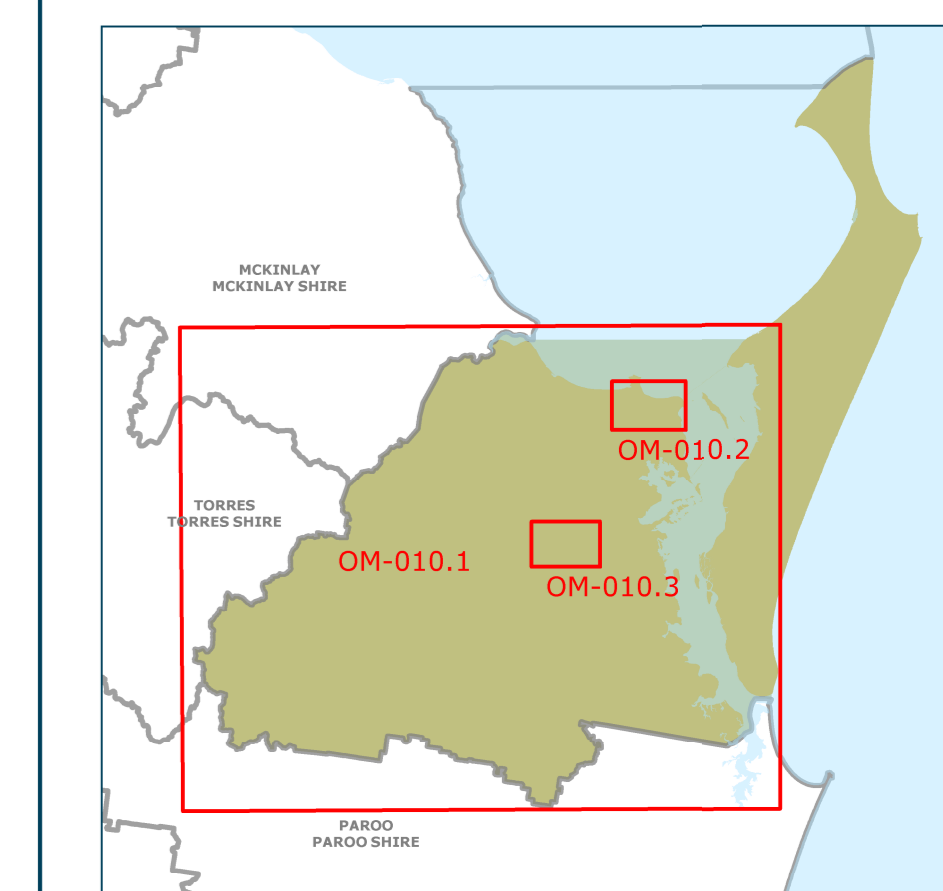 MCKINLAY
MCKINLAY SHIRE
OM-010.2
TORRES
TORRES SHIRE
OM-010.1
OM-010.3
PAROO
PAROO SHIRE